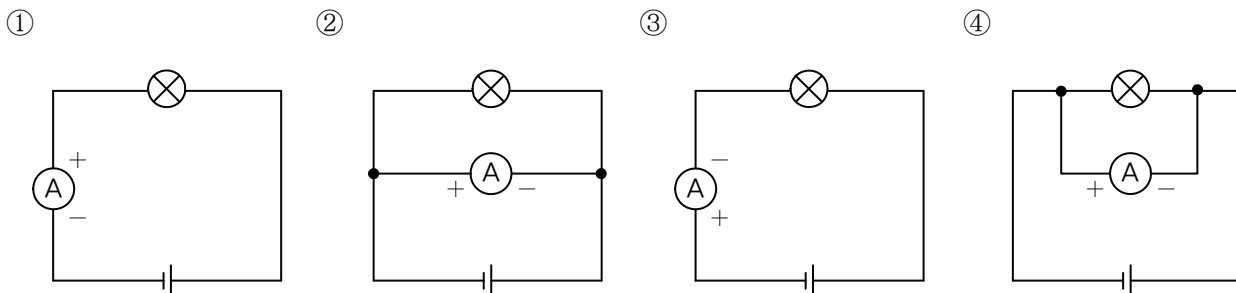 ① ② ③ ④
+ − −
A A A A
− + − + + −